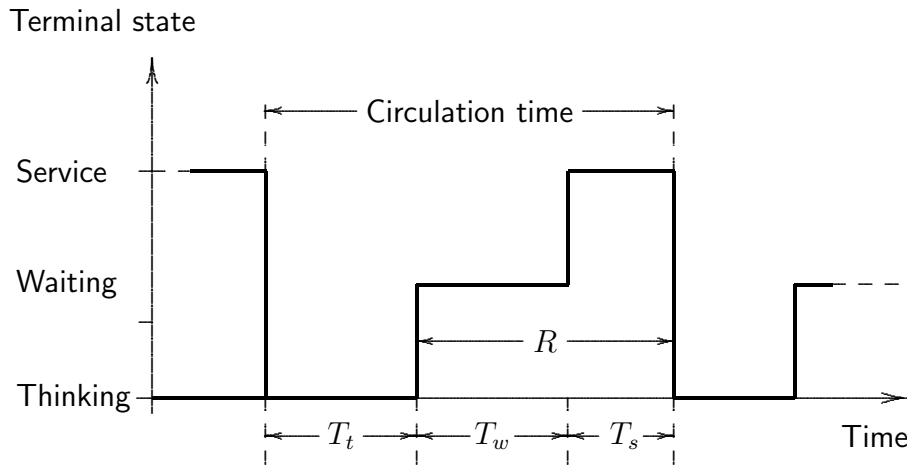 Terminal state
Circulation time
Service
Waiting
R
Thinking
T_t T_w T_s Time